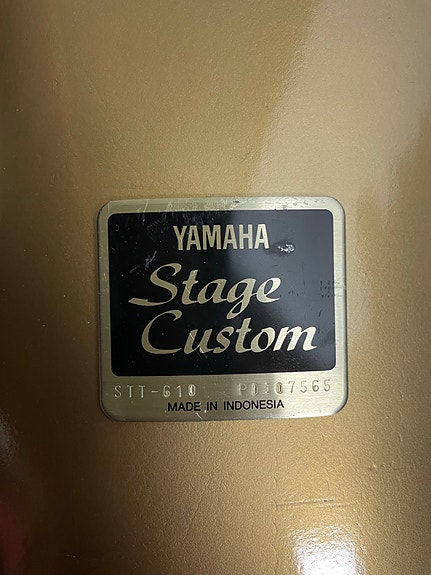 YAMAHA
Stage
Custom
STT-610
MADE IN INDONESIA